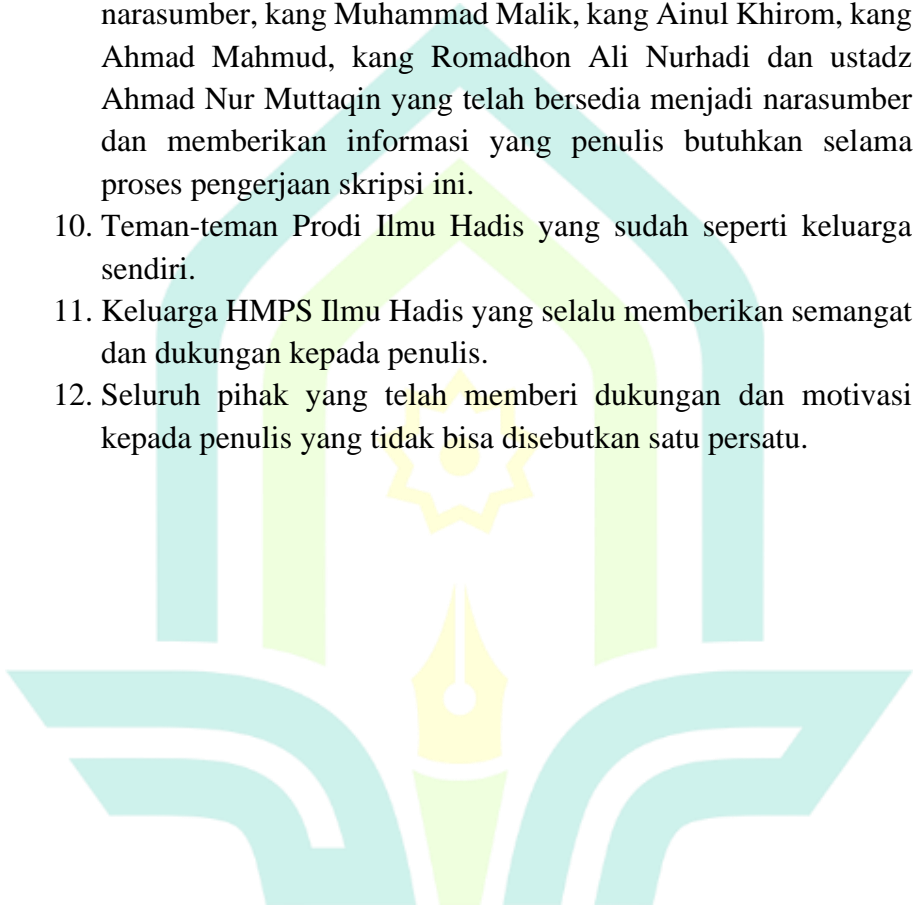 narasumber, kang Muhammad Malik, kang Ainul Khirom, kang
Ahmad Mahmud, kang Romadhon Ali Nurhadi dan ustadz
Ahmad Nur Muttaqin yang telah bersedia menjadi narasumber
dan memberikan informasi yang penulis butuhkan selama
proses pengerjaan skripsi ini.
10. Teman-teman Prodi Ilmu Hadis yang sudah seperti keluarga
sendiri.
11. Keluarga HMPS Ilmu Hadis yang selalu memberikan semangat
dan dukungan kepada penulis.
12. Seluruh pihak yang telah memberi dukungan dan motivasi
kepada penulis yang tidak bisa disebutkan satu persatu.